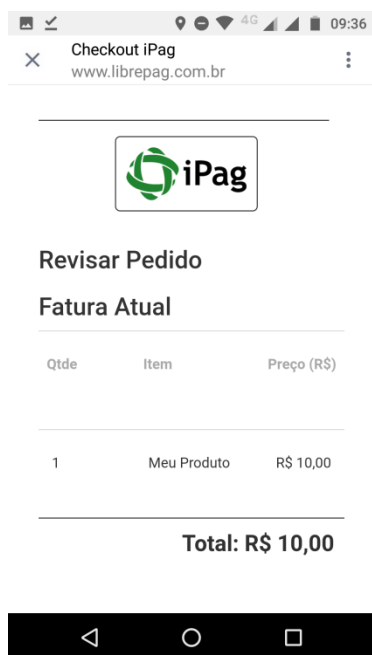 4G 09:36
Checkout iPag
www.librepag.com.br
iPag
Revisar Pedido
Fatura Atual
Qtde Item Preço (R$)
1 Meu Produto R$ 10,00
Total: R$ 10,00